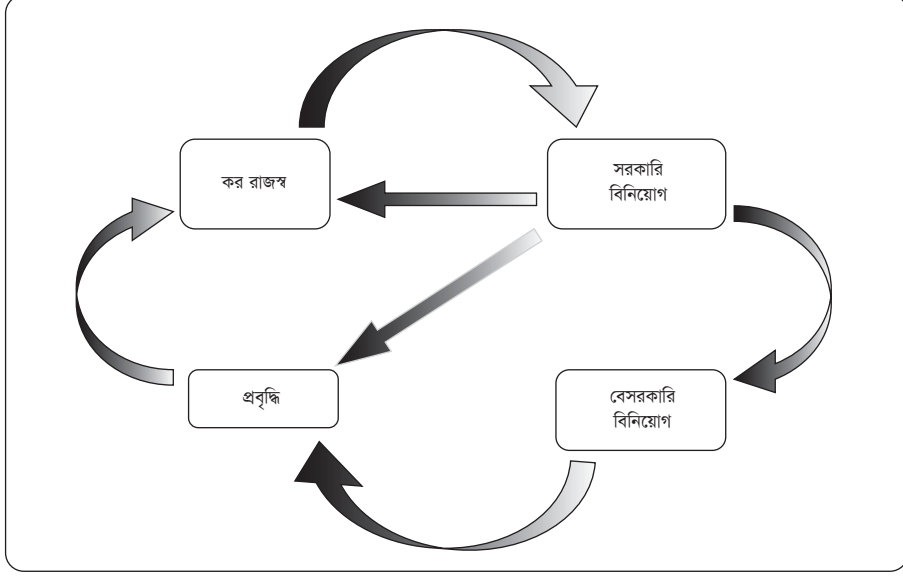 কর রাজস্ব
সরকারি
বিনিয়োগ
প্রবৃদ্ধি
বেসরকারি
বিনিয়োগ